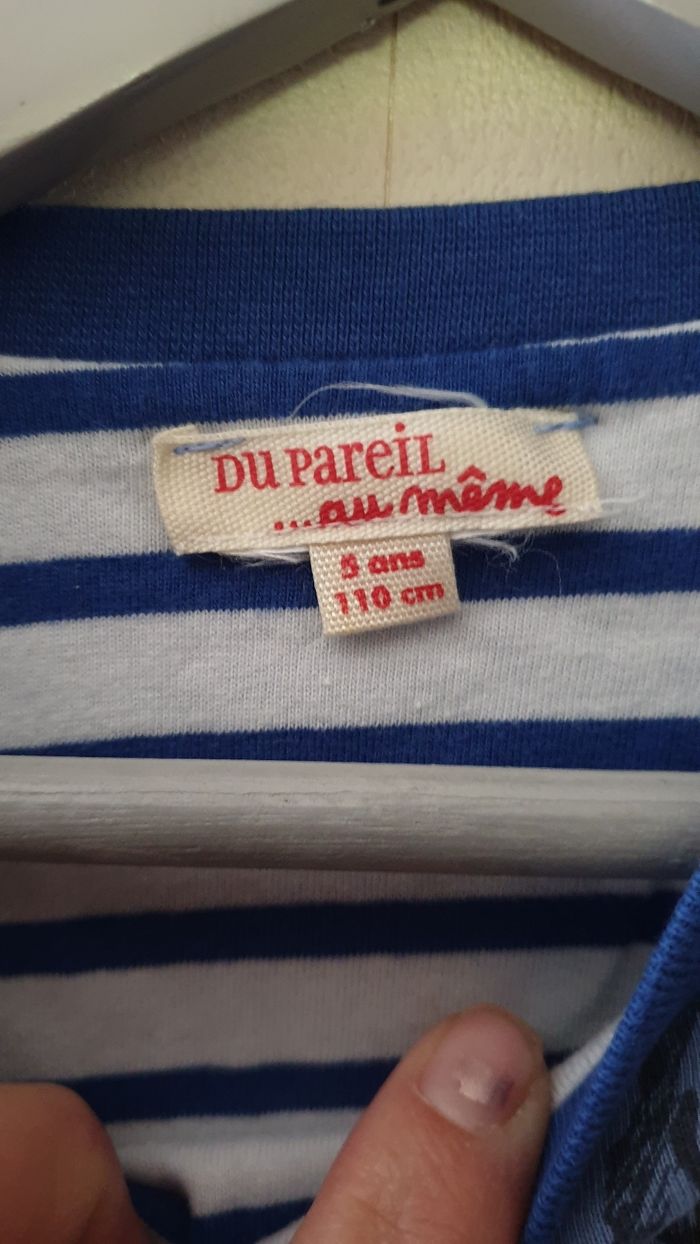 DU PareiL
...au même
5 ans
110 cm